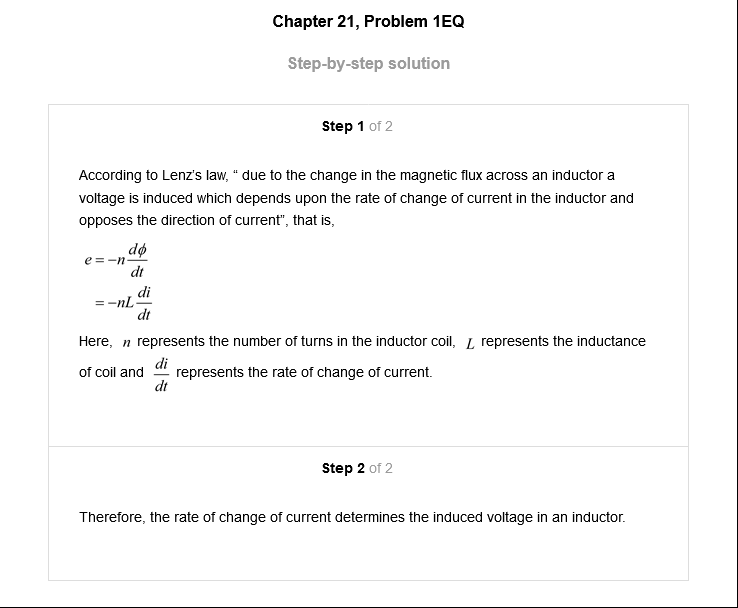 Chapter 21, Problem 1EQ
Step-by-step solution
Step 1 of 2
According to Lenz's law, “ due to the change in the magnetic flux across an inductor a
voltage is induced which depends upon the rate of change of current in the inductor and
opposes the direction of current”, that is,
e = −n dϕ/dt
= −nL di/dt
Here, n represents the number of turns in the inductor coil, L represents the inductance
of coil and di/dt represents the rate of change of current.
Step 2 of 2
Therefore, the rate of change of current determines the induced voltage in an inductor.